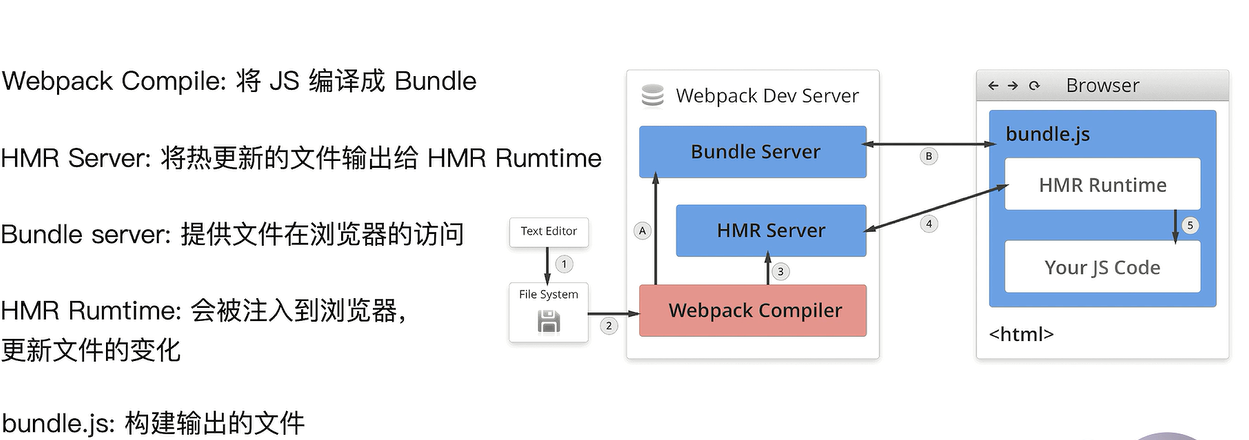 Webpack Compile: 将 JS 编译成 Bundle
HMR Server: 将热更新的文件输出给 HMR Rumtime
Bundle server: 提供文件在浏览器的访问
HMR Rumtime: 会被注入到浏览器，
更新文件的变化
bundle.js: 构建输出的文件
Text Editor
1
File System
2
Webpack Dev Server
Bundle Server
A
HMR Server
3
Webpack Compiler
B
4
Browser
bundle.js
HMR Runtime
5
Your JS Code
<html>